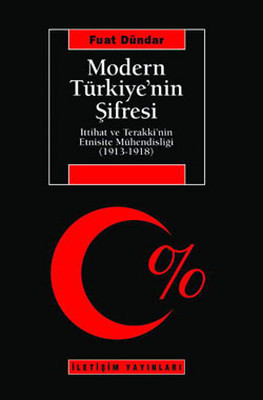 Fuat Dündar
Modern
Türkiye'nin
Şifresi
İttihat ve Terakki'nin
Etnisite Mühendisliği
(1913-1918)
%
İLETİŞİM YAYINLARI